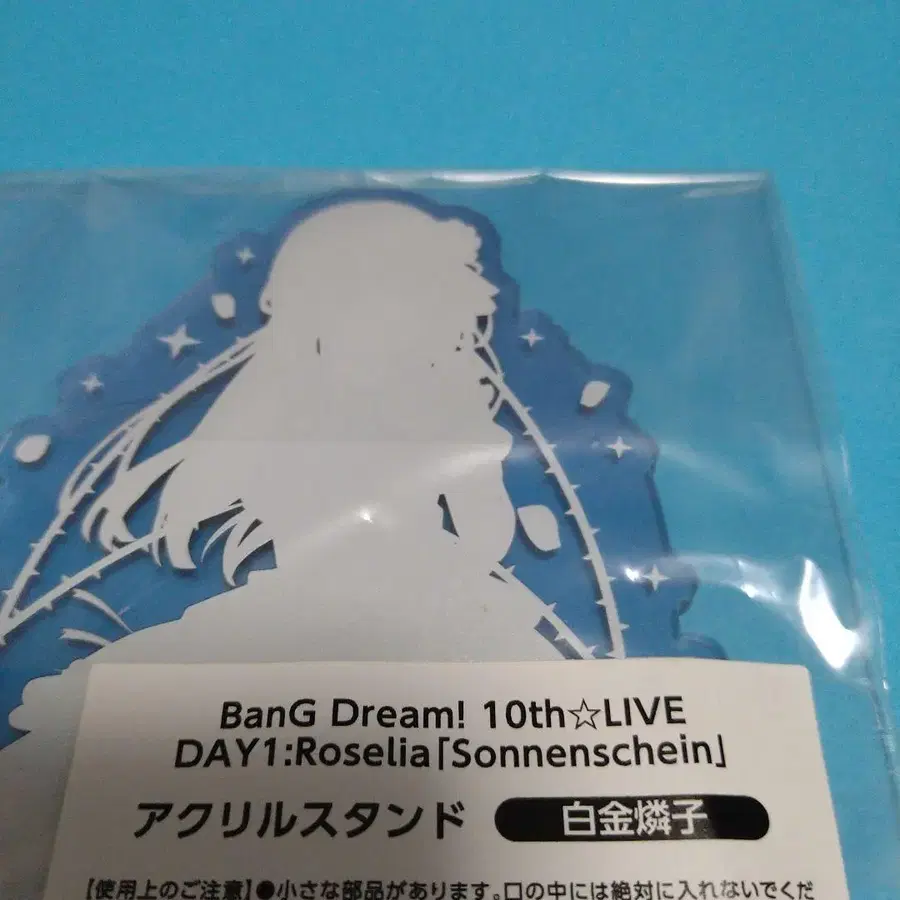 BanG Dream! 10th☆LIVE
DAY1:Roselia「Sonnenschein」
アクリルスタンド 白金燐子
【使用上のご注意】●小さな部品があります。口の中には絶対に入れないでくだ